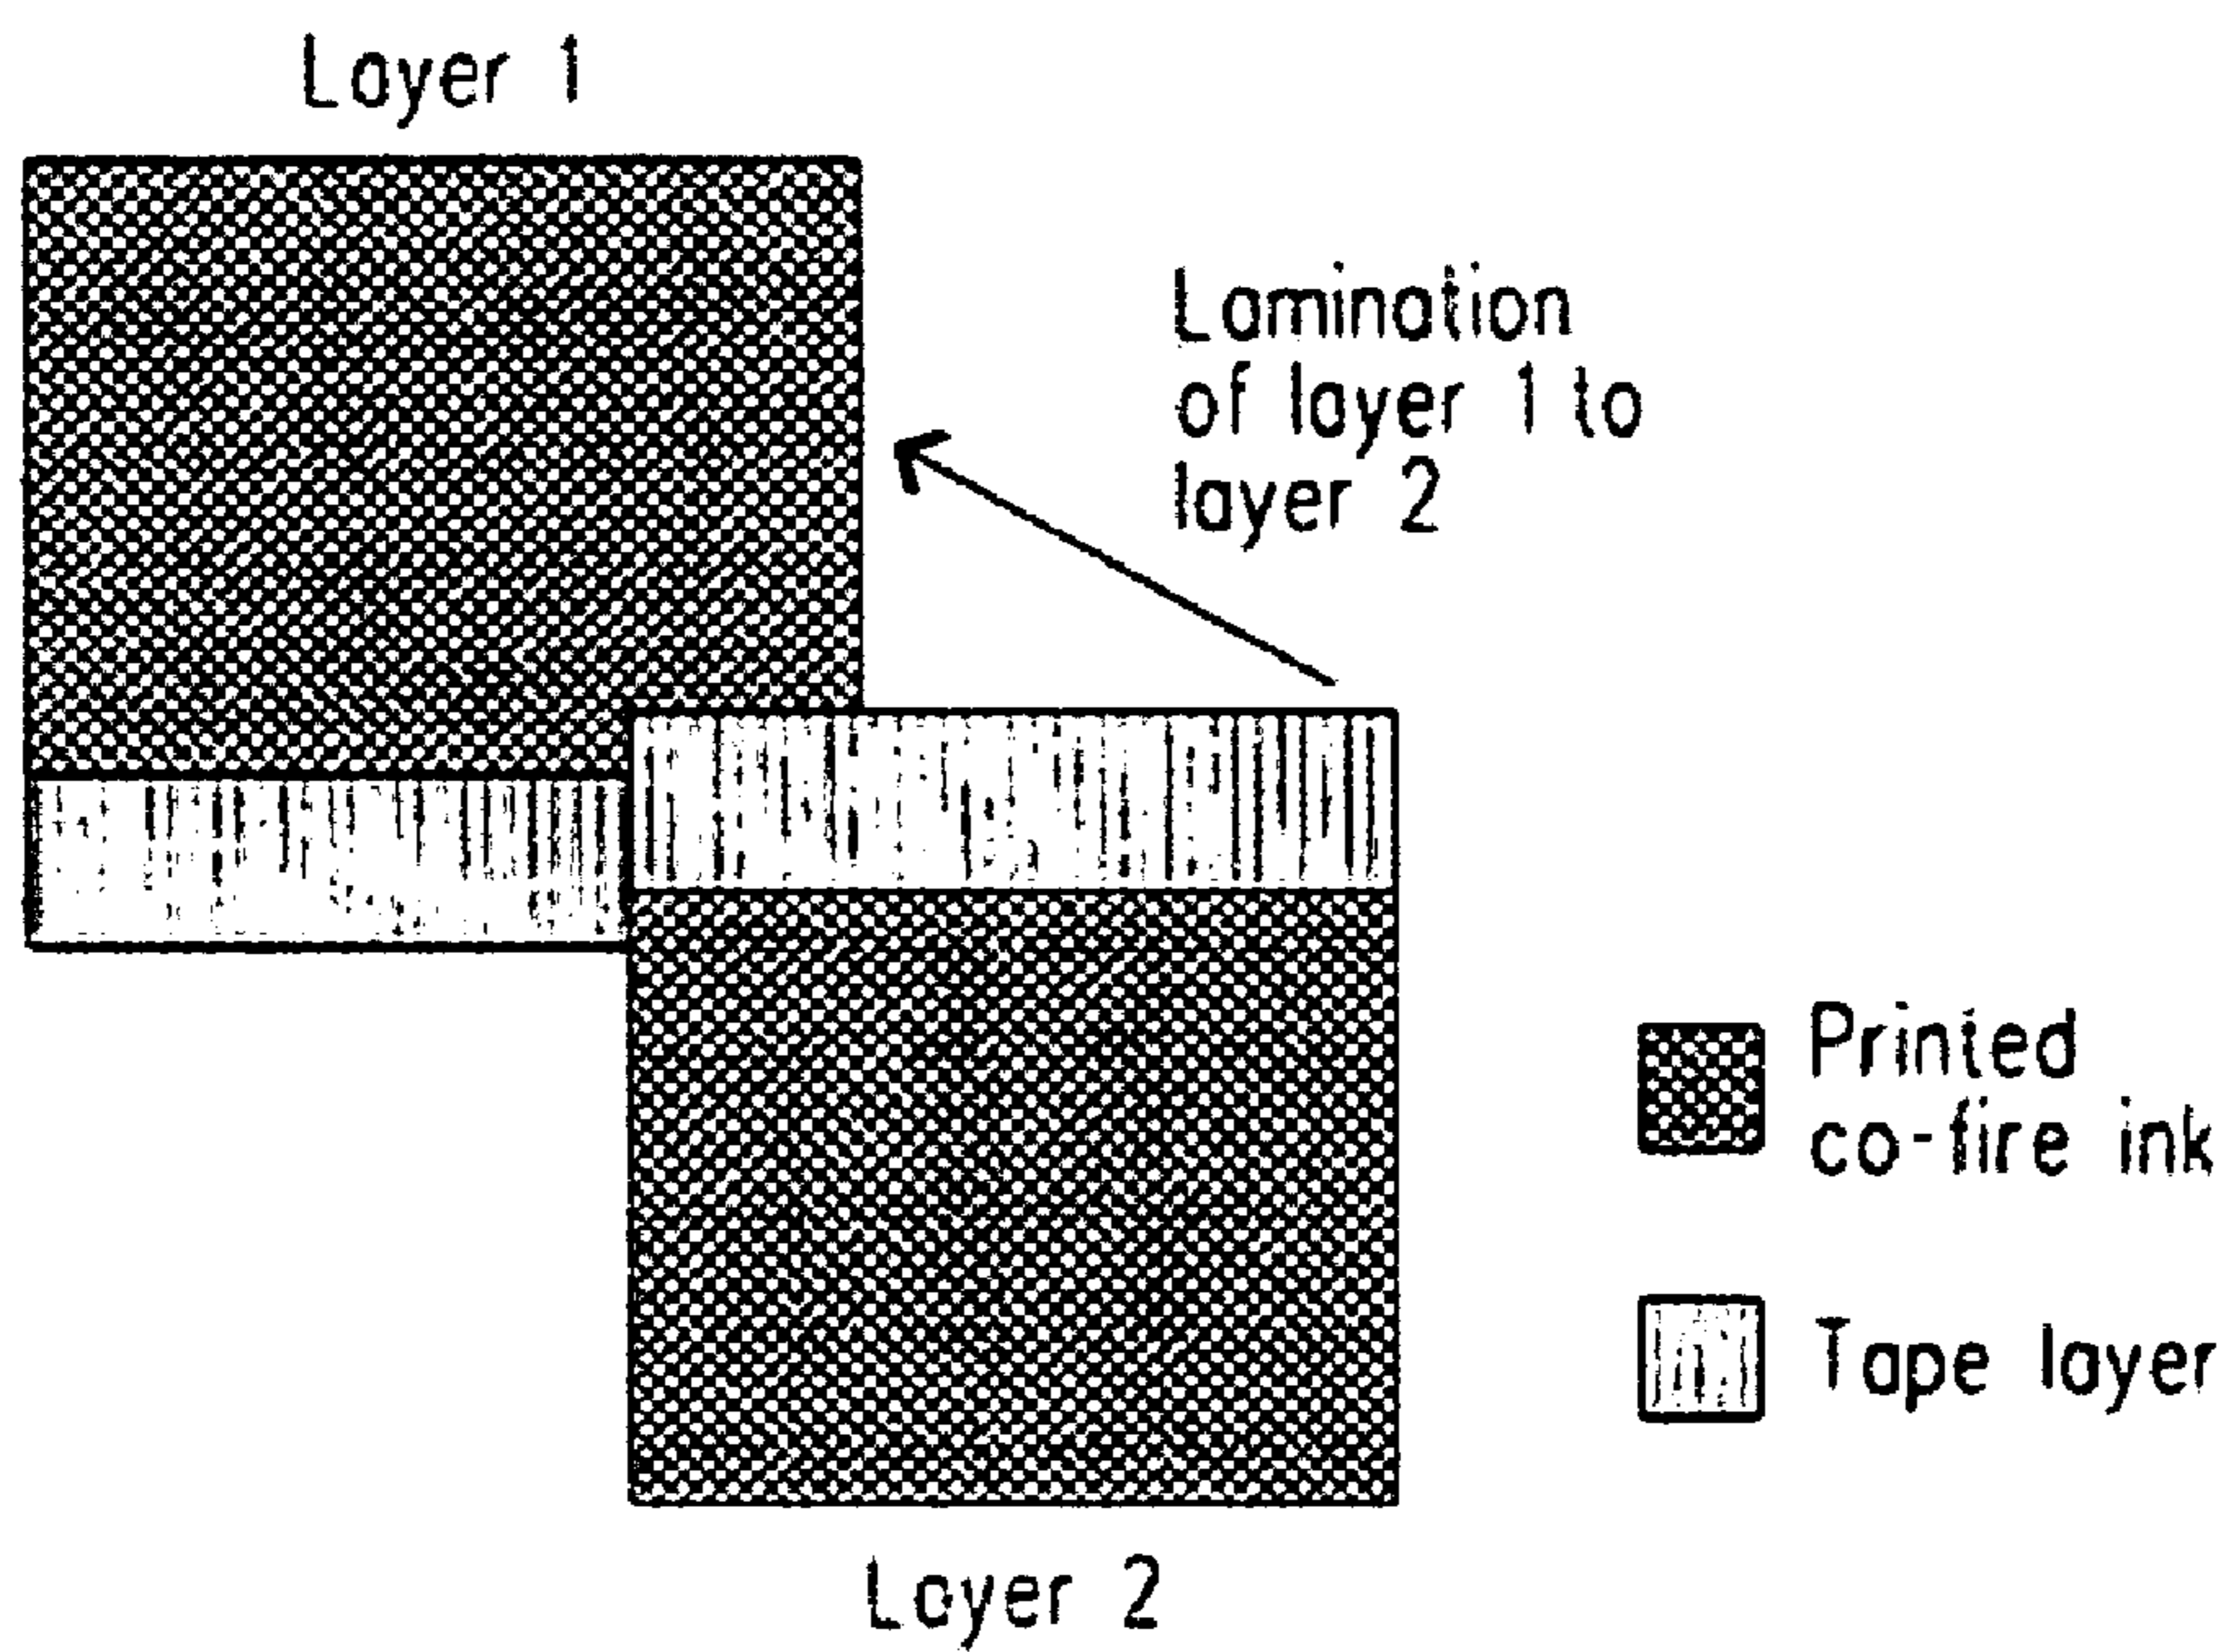 Layer 1
Lamination
of layer 1 to
layer 2
Printed
co-fire ink
Tape layer
Layer 2